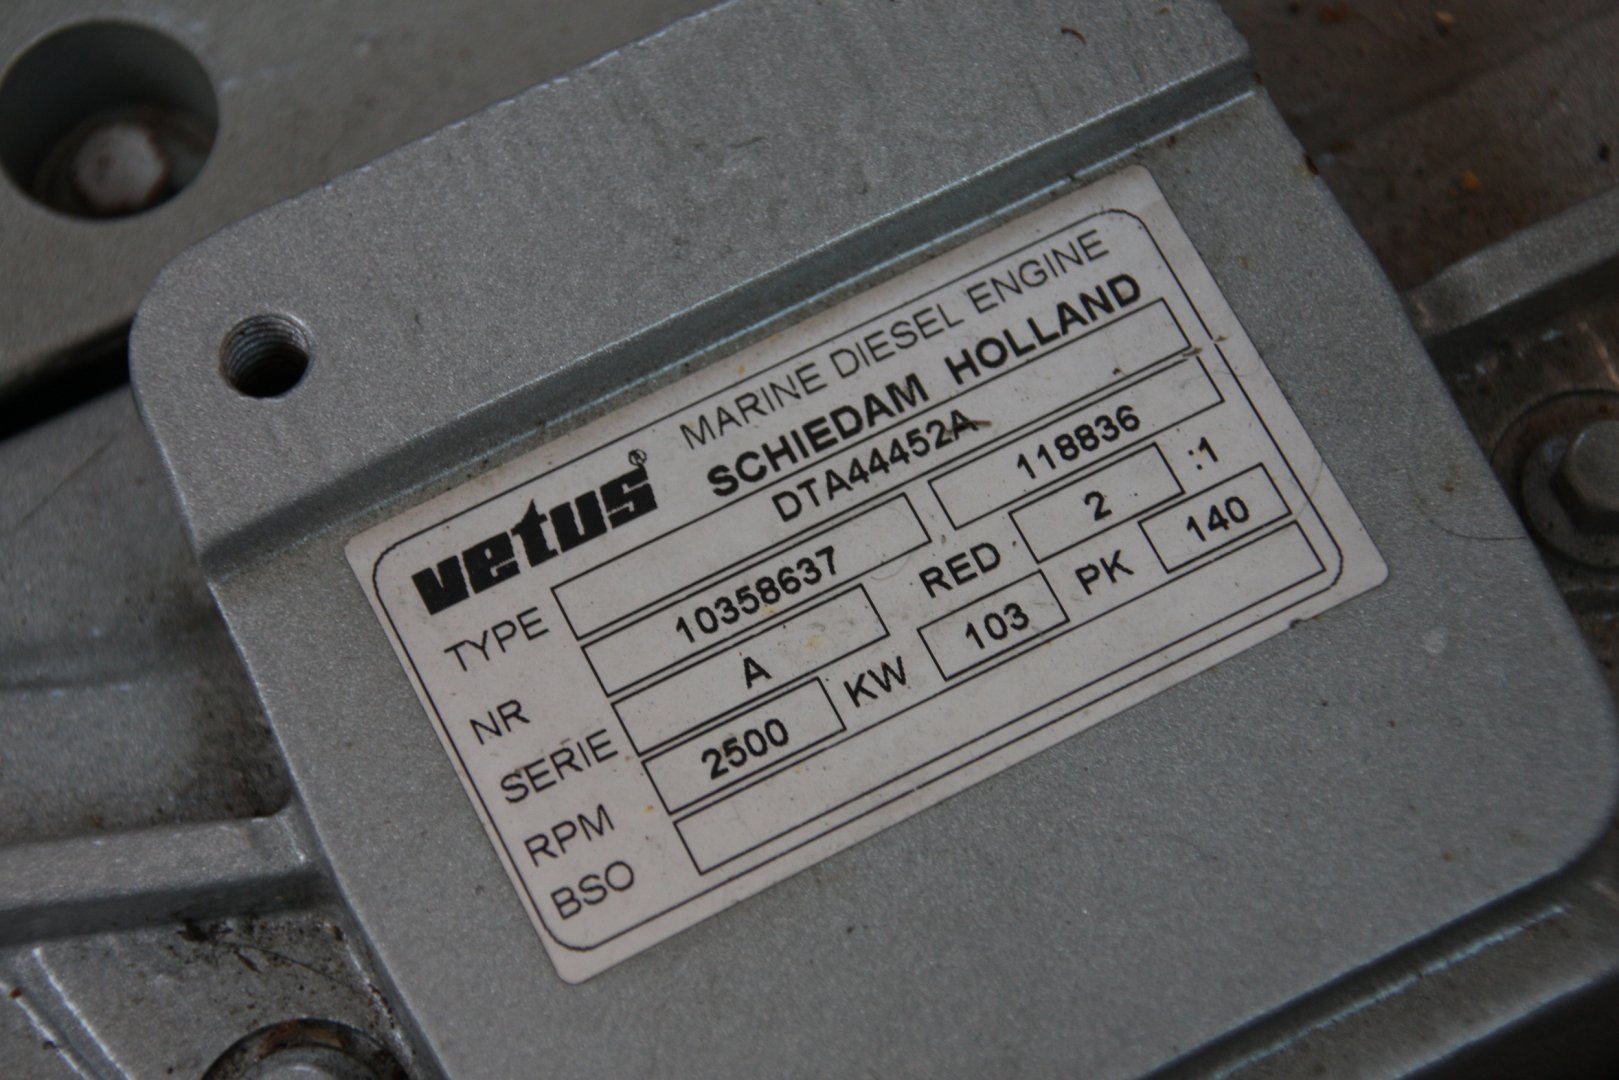 vetus® MARINE DIESEL ENGINE
SCHIEDAM HOLLAND
TYPE DTA44452A
NR 10358637 118836
SERIE A RED 2 :1
RPM 2500 KW 103 PK 140
BSO